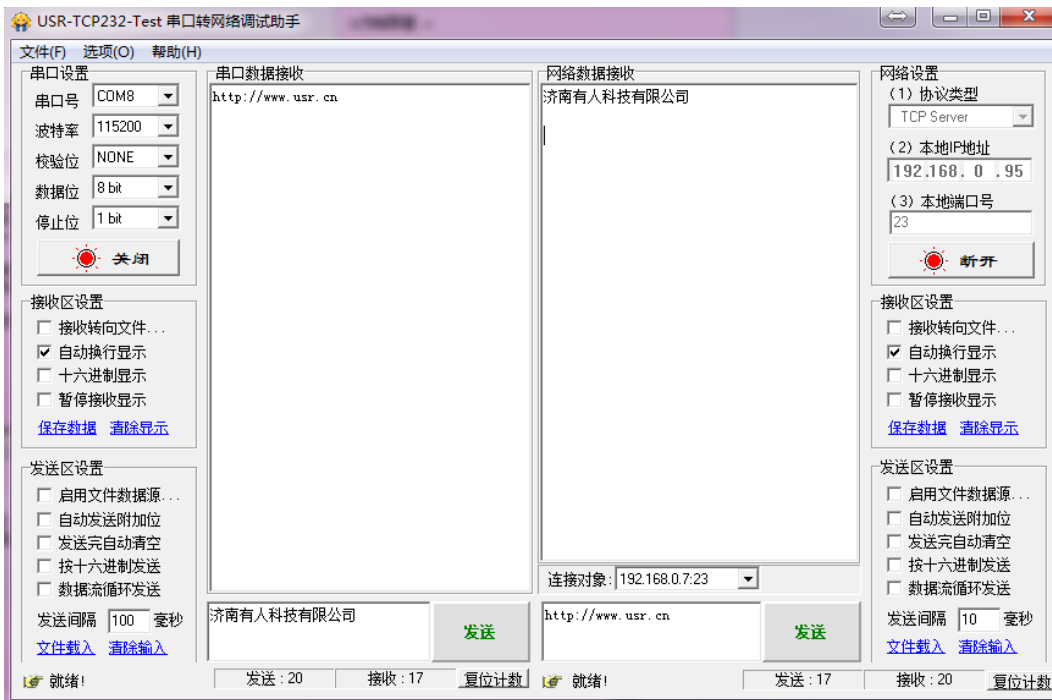 USR-TCP232-Test 串口转网络调试助手
文件(F) 选项(O) 帮助(H)
串口设置
串口号 COM8
波特率 115200
校验位 NONE
数据位 8 bit
停止位 1 bit
关闭
接收区设置
接收转向文件...
自动换行显示
十六进制显示
暂停接收显示
保存数据 清除显示
发送区设置
启用文件数据源...
自动发送附加位
发送完自动清空
按十六进制发送
数据流循环发送
发送间隔 100 毫秒
文件载入 清除输入
就绪!
串口数据接收
http://www.usr.cn
济南有人科技有限公司
发送
发送 : 20 接收 : 17 复位计数
网络数据接收
济南有人科技有限公司
连接对象: 192.168.0.7:23
http://www.usr.cn
发送
就绪!
发送 : 17 接收 : 20 复位计数
网络设置
(1) 协议类型
TCP Server
(2) 本地IP地址
192.168. 0 .95
(3) 本地端口号
23
断开
接收区设置
接收转向文件...
自动换行显示
十六进制显示
暂停接收显示
保存数据 清除显示
发送区设置
启用文件数据源...
自动发送附加位
发送完自动清空
按十六进制发送
数据流循环发送
发送间隔 10 毫秒
文件载入 清除输入